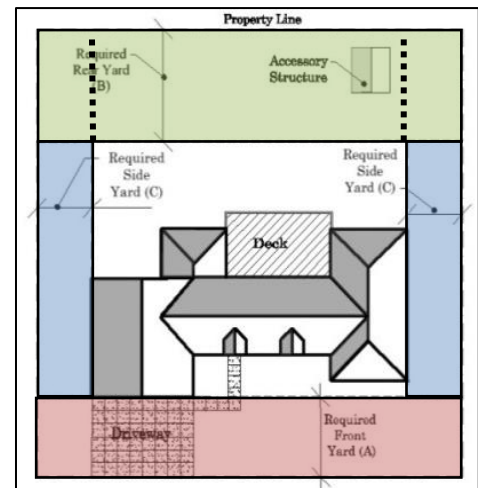 Property Line
Required
Rear Yard
(B)
Accessory
Structure
Required
Side
Yard (C)
Required
Side
Yard (C)
Deck
Driveway
Required
Front
Yard (A)